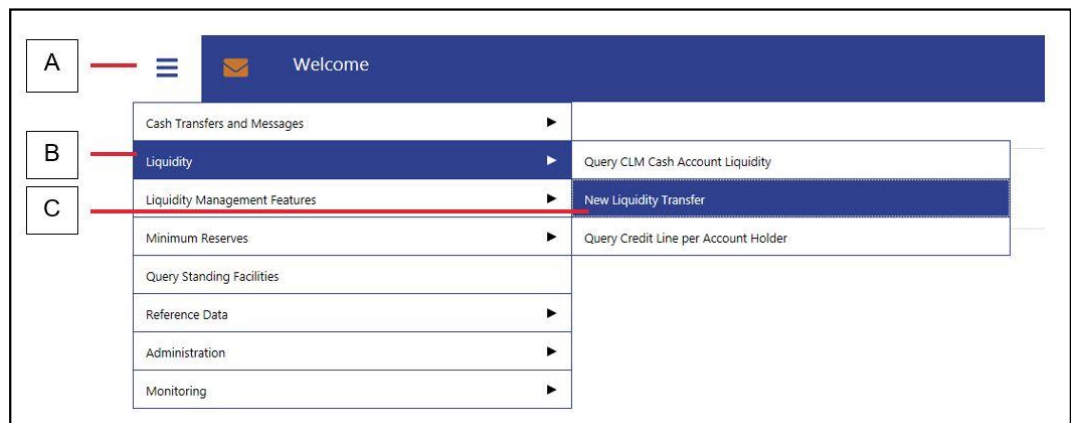 A
Welcome
Cash Transfers and Messages
B
Liquidity
Query CLM Cash Account Liquidity
C
Liquidity Management Features
New Liquidity Transfer
Minimum Reserves
Query Credit Line per Account Holder
Query Standing Facilities
Reference Data
Administration
Monitoring